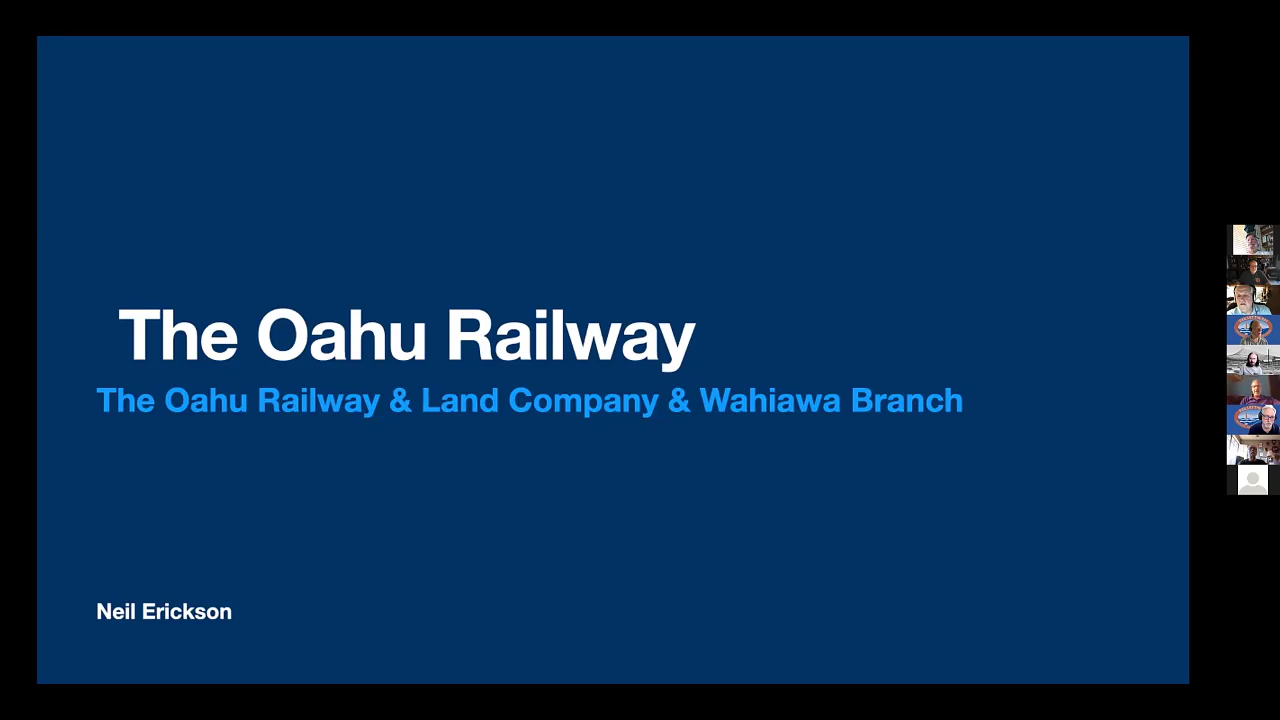 The Oahu Railway
The Oahu Railway & Land Company & Wahiawa Branch
Neil Erickson